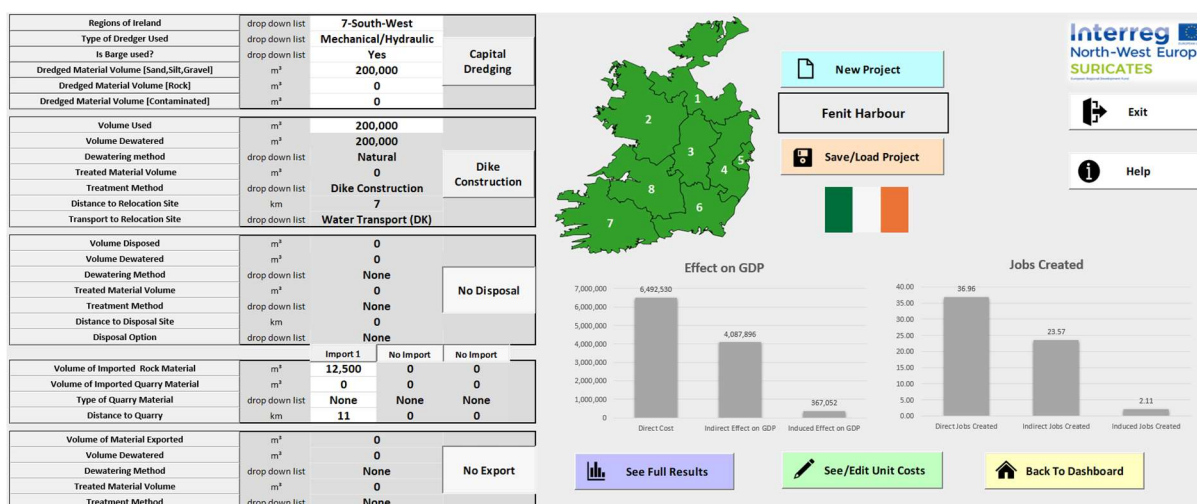 Regions of Ireland drop down list 7-South-West
Type of Dredger Used drop down list Mechanical/Hydraulic
Is Barge used? drop down list Yes
Dredged Material Volume [Sand,Silt,Gravel] m³ 200,000
Dredged Material Volume [Rock] m³ 0
Dredged Material Volume [Contaminated] m³ 0
Capital
Dredging
Volume Used m³ 200,000
Volume Dewatered m³ 200,000
Dewatering method drop down list Natural
Treated Material Volume m³ 0
Treatment Method drop down list Dike Construction
Distance to Relocation Site km 7
Transport to Relocation Site drop down list Water Transport (DK)
Dike
Construction
Volume Disposed m³ 0
Volume Dewatered m³ 0
Dewatering Method drop down list None
Treated Material Volume m³ 0
Treatment Method drop down list None
Distance to Disposal Site km 0
Disposal Option drop down list None
No Disposal
Import 1 No Import No Import
Volume of Imported Rock Material m³ 12,500 0 0
Volume of Imported Quarry Material m³ 0 0 0
Type of Quarry Material drop down list None None None
Distance to Quarry km 11 0 0
Volume of Material Exported m³ 0
Volume Dewatered m³ 0
Dewatering Method drop down list None
Treated Material Volume m³ 0
Treatment Method drop down list None
No Export
1
2
3
4
5
6
7
8
New Project
Fenit Harbour
Save/Load Project
Interreg
North-West Europ
SURICATES
Exit
Help
Effect on GDP
7,000,000
6,000,000
5,000,000
4,000,000
3,000,000
2,000,000
1,000,000
0
6,492,530
4,087,896
367,052
Direct Cost Indirect Effect on GDP Induced Effect on GDP
Jobs Created
40.00
35.00
30.00
25.00
20.00
15.00
10.00
5.00
0.00
36.96
23.57
2.11
Direct Jobs Created Indirect Jobs Created Induced Jobs Created
See Full Results
See/Edit Unit Costs
Back To Dashboard